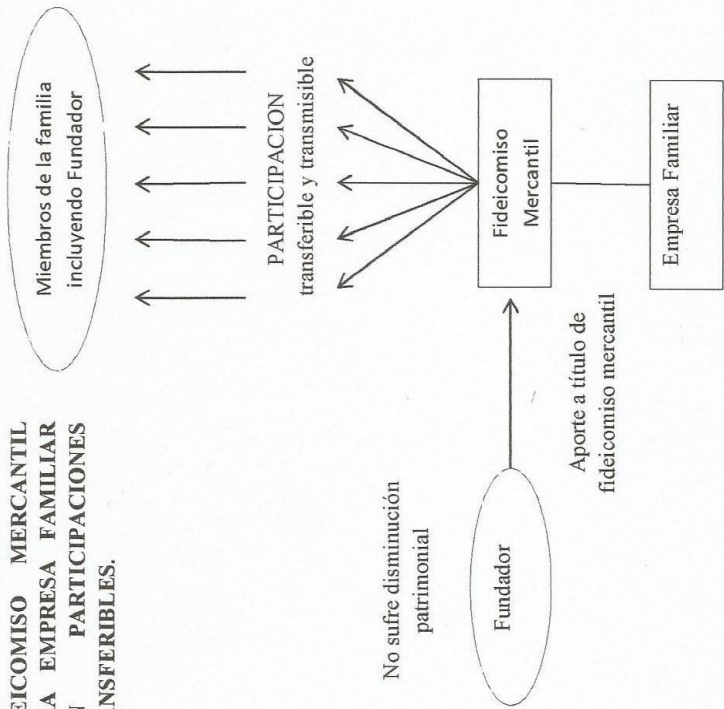 EICOMISO MERCANTIL
A EMPRESA FAMILIAR
N PARTICIPACIONES
NSFERIBLES.
Miembros de la familia
incluyendo Fundador
PARTICIPACION
transferible y transmisible
No sufre disminución
patrimonial
Fundador
Aporte a título de
fideicomiso mercantil
Fideicomiso
Mercantil
Empresa Familiar